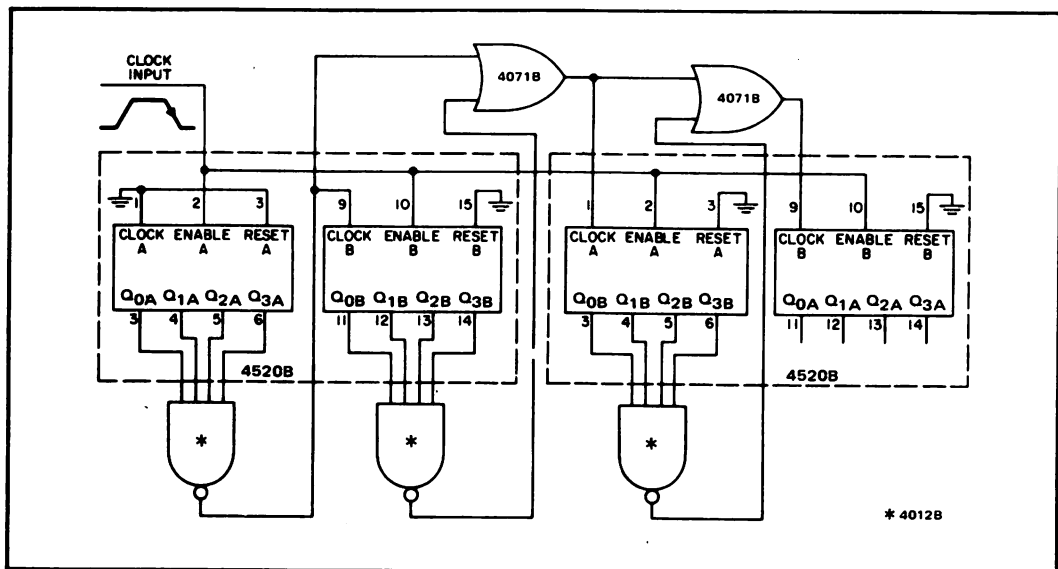 CLOCK
INPUT
4071B
4071B
1 2 3
9 10 15
1 2 3
9 10 15
CLOCK ENABLE RESET
A A A
CLOCK ENABLE RESET
B B B
CLOCK ENABLE RESET
A A A
CLOCK ENABLE RESET
B B B
Q0A Q1A Q2A Q3A
Q0B Q1B Q2B Q3B
Q0B Q1B Q2B Q3B
Q0A Q1A Q2A Q3A
3 4 5 6
11 12 13 14
3 4 5 6
11 12 13 14
4520B
4520B
*
*
*
* 4012B